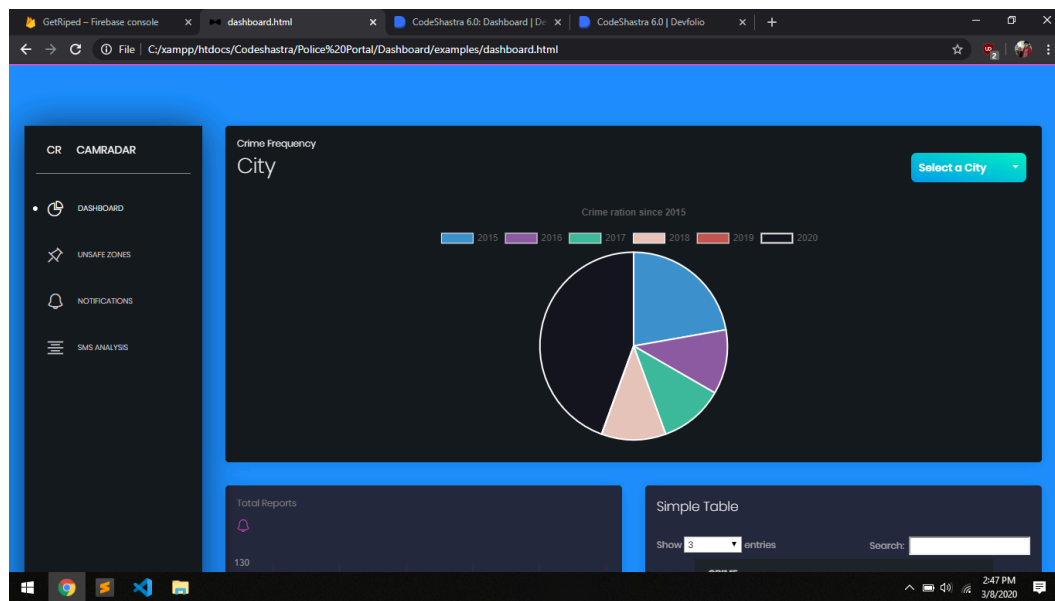 GetRiped – Firebase console
dashboard.html
CodeShastra 6.0: Dashboard | De
CodeShastra 6.0 | Devfolio
File | C:/xampp/htdocs/Codeshastra/Police%20Portal/Dashboard/examples/dashboard.html
2
CR CAMRADAR
DASHBOARD
UNSAFE ZONES
NOTIFICATIONS
SMS ANALYSIS
Crime Frequency
City
Select a City
Crime ration since 2015
2015 2016 2017 2018 2019 2020
Total Reports
130
Simple Table
Show 3 entries
Search:
CRIME
2:47 PM
3/8/2020